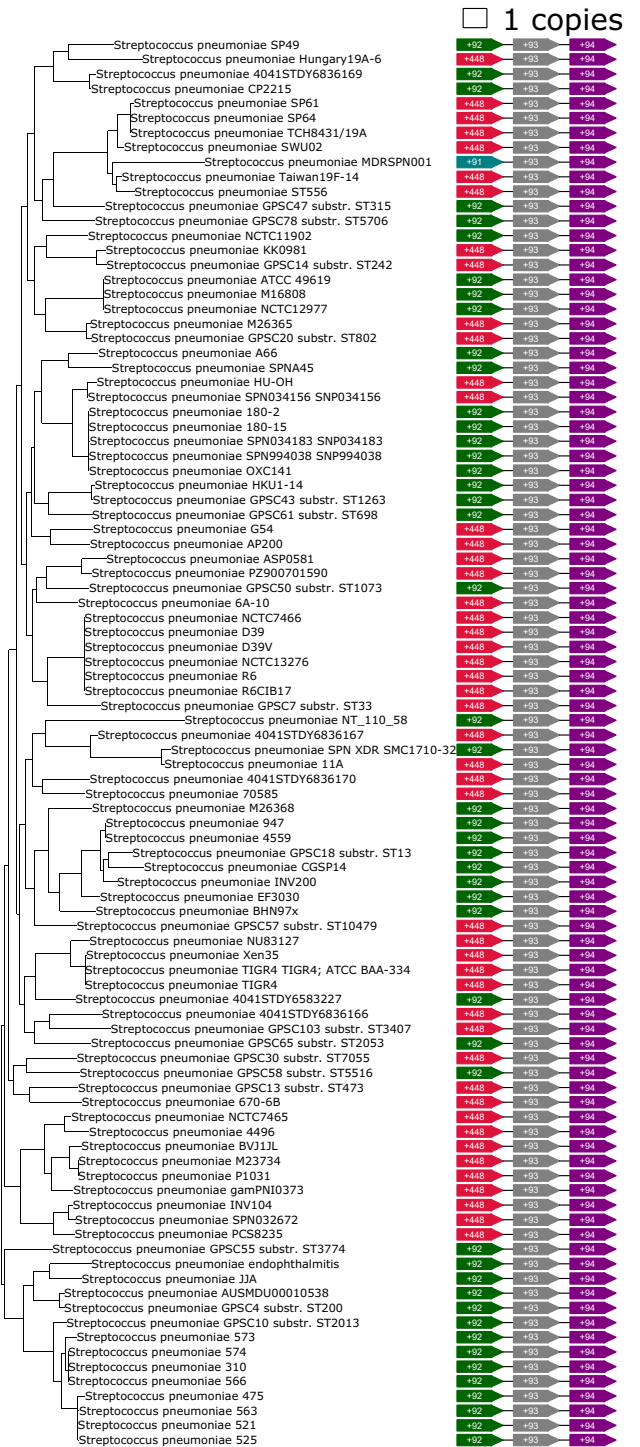 1 copies
Streptococcus pneumoniae SP49 +92 +93 +94
Streptococcus pneumoniae Hungary19A-6 +448 +93 +94
Streptococcus pneumoniae 4041STDY6836169 +92 +93 +94
Streptococcus pneumoniae CP2215 +92 +93 +94
Streptococcus pneumoniae SP61 +448 +93 +94
Streptococcus pneumoniae SP64 +448 +93 +94
Streptococcus pneumoniae TCH8431/19A +448 +93 +94
Streptococcus pneumoniae SWU02 +448 +93 +94
Streptococcus pneumoniae MDRSPN001 +91 +93 +94
Streptococcus pneumoniae Taiwan19F-14 +448 +93 +94
Streptococcus pneumoniae ST556 +448 +93 +94
Streptococcus pneumoniae GPSC47 substr. ST315 +92 +93 +94
Streptococcus pneumoniae GPSC78 substr. ST5706 +92 +93 +94
Streptococcus pneumoniae NCTC11902 +92 +93 +94
Streptococcus pneumoniae KK0981 +448 +93 +94
Streptococcus pneumoniae GPSC14 substr. ST242 +448 +93 +94
Streptococcus pneumoniae ATCC 49619 +92 +93 +94
Streptococcus pneumoniae M16808 +92 +93 +94
Streptococcus pneumoniae NCTC12977 +92 +93 +94
Streptococcus pneumoniae M26365 +448 +93 +94
Streptococcus pneumoniae GPSC20 substr. ST802 +448 +93 +94
Streptococcus pneumoniae A66 +92 +93 +94
Streptococcus pneumoniae SPNA45 +92 +93 +94
Streptococcus pneumoniae HU-OH +448 +93 +94
Streptococcus pneumoniae SPN034156 SNP034156 +448 +93 +94
Streptococcus pneumoniae 180-2 +92 +93 +94
Streptococcus pneumoniae 180-15 +92 +93 +94
Streptococcus pneumoniae SPN034183 SNP034183 +92 +93 +94
Streptococcus pneumoniae SPN994038 SNP994038 +92 +93 +94
Streptococcus pneumoniae OXC141 +92 +93 +94
Streptococcus pneumoniae HKU1-14 +92 +93 +94
Streptococcus pneumoniae GPSC43 substr. ST1263 +92 +93 +94
Streptococcus pneumoniae GPSC61 substr. ST698 +92 +93 +94
Streptococcus pneumoniae G54 +448 +93 +94
Streptococcus pneumoniae AP200 +448 +93 +94
Streptococcus pneumoniae ASP0581 +448 +93 +94
Streptococcus pneumoniae PZ900701590 +448 +93 +94
Streptococcus pneumoniae GPSC50 substr. ST1073 +92 +93 +94
Streptococcus pneumoniae 6A-10 +448 +93 +94
Streptococcus pneumoniae NCTC7466 +448 +93 +94
Streptococcus pneumoniae D39 +448 +93 +94
Streptococcus pneumoniae D39V +448 +93 +94
Streptococcus pneumoniae NCTC13276 +448 +93 +94
Streptococcus pneumoniae R6 +448 +93 +94
Streptococcus pneumoniae R6CIB17 +448 +93 +94
Streptococcus pneumoniae GPSC7 substr. ST33 +448 +93 +94
Streptococcus pneumoniae NT_110_58 +92 +93 +94
Streptococcus pneumoniae 4041STDY6836167 +448 +93 +94
Streptococcus pneumoniae SPN XDR SMC1710-32 +92 +93 +94
Streptococcus pneumoniae 11A +448 +93 +94
Streptococcus pneumoniae 4041STDY6836170 +448 +93 +94
Streptococcus pneumoniae 70585 +448 +93 +94
Streptococcus pneumoniae M26368 +92 +93 +94
Streptococcus pneumoniae 947 +92 +93 +94
Streptococcus pneumoniae 4559 +92 +93 +94
Streptococcus pneumoniae GPSC18 substr. ST13 +92 +93 +94
Streptococcus pneumoniae CGSP14 +92 +93 +94
Streptococcus pneumoniae INV200 +92 +93 +94
Streptococcus pneumoniae EF3030 +92 +93 +94
Streptococcus pneumoniae BHN97x +92 +93 +94
Streptococcus pneumoniae GPSC57 substr. ST10479 +448 +93 +94
Streptococcus pneumoniae NU83127 +448 +93 +94
Streptococcus pneumoniae Xen35 +448 +93 +94
Streptococcus pneumoniae TIGR4 TIGR4; ATCC BAA-334 +448 +93 +94
Streptococcus pneumoniae TIGR4 +448 +93 +94
Streptococcus pneumoniae 4041STDY6583227 +92 +93 +94
Streptococcus pneumoniae 4041STDY6836166 +448 +93 +94
Streptococcus pneumoniae GPSC103 substr. ST3407 +448 +93 +94
Streptococcus pneumoniae GPSC65 substr. ST2053 +92 +93 +94
Streptococcus pneumoniae GPSC30 substr. ST7055 +448 +93 +94
Streptococcus pneumoniae GPSC58 substr. ST5516 +92 +93 +94
Streptococcus pneumoniae GPSC13 substr. ST473 +448 +93 +94
Streptococcus pneumoniae 670-6B +448 +93 +94
Streptococcus pneumoniae NCTC7465 +448 +93 +94
Streptococcus pneumoniae 4496 +448 +93 +94
Streptococcus pneumoniae BVJ1JL +448 +93 +94
Streptococcus pneumoniae M23734 +448 +93 +94
Streptococcus pneumoniae P1031 +448 +93 +94
Streptococcus pneumoniae gamPNI0373 +448 +93 +94
Streptococcus pneumoniae INV104 +448 +93 +94
Streptococcus pneumoniae SPN032672 +448 +93 +94
Streptococcus pneumoniae PCS8235 +448 +93 +94
Streptococcus pneumoniae GPSC55 substr. ST3774 +92 +93 +94
Streptococcus pneumoniae endophthalmitis +92 +93 +94
Streptococcus pneumoniae JJA +92 +93 +94
Streptococcus pneumoniae AUSMDU00010538 +92 +93 +94
Streptococcus pneumoniae GPSC4 substr. ST200 +92 +93 +94
Streptococcus pneumoniae GPSC10 substr. ST2013 +92 +93 +94
Streptococcus pneumoniae 573 +92 +93 +94
Streptococcus pneumoniae 574 +92 +93 +94
Streptococcus pneumoniae 310 +92 +93 +94
Streptococcus pneumoniae 566 +92 +93 +94
Streptococcus pneumoniae 475 +92 +93 +94
Streptococcus pneumoniae 563 +92 +93 +94
Streptococcus pneumoniae 521 +92 +93 +94
Streptococcus pneumoniae 525 +92 +93 +94